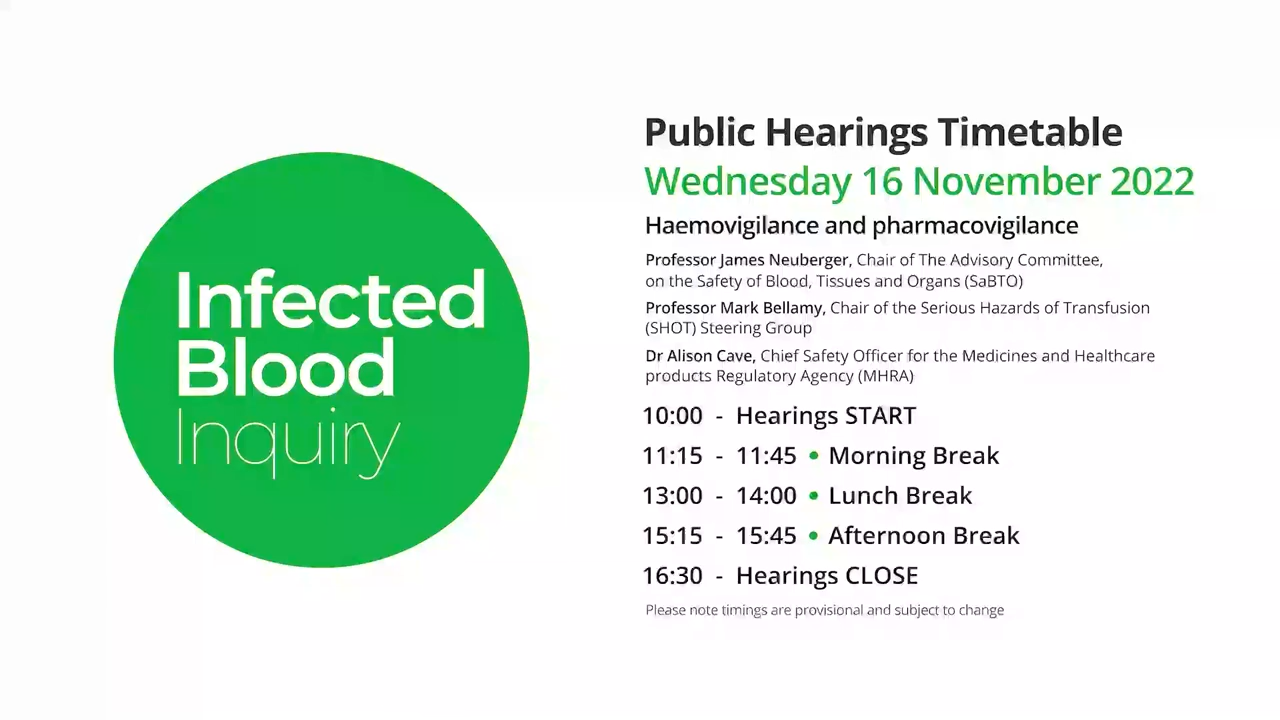 Infected
Blood
Inquiry
Public Hearings Timetable
Wednesday 16 November 2022
Haemovigilance and pharmacovigilance
Professor James Neuberger, Chair of The Advisory Committee,
on the Safety of Blood, Tissues and Organs (SaBTO)
Professor Mark Bellamy, Chair of the Serious Hazards of Transfusion
(SHOT) Steering Group
Dr Alison Cave, Chief Safety Officer for the Medicines and Healthcare
products Regulatory Agency (MHRA)
10:00 - Hearings START
11:15 - 11:45 • Morning Break
13:00 - 14:00 • Lunch Break
15:15 - 15:45 • Afternoon Break
16:30 - Hearings CLOSE
Please note timings are provisional and subject to change